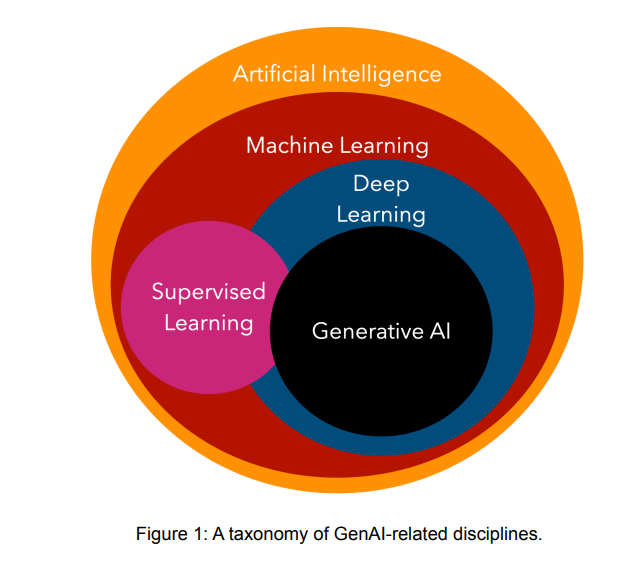 Artificial Intelligence
Machine Learning
Deep
Learning
Supervised
Learning
Generative AI
Figure 1: A taxonomy of GenAI-related disciplines.